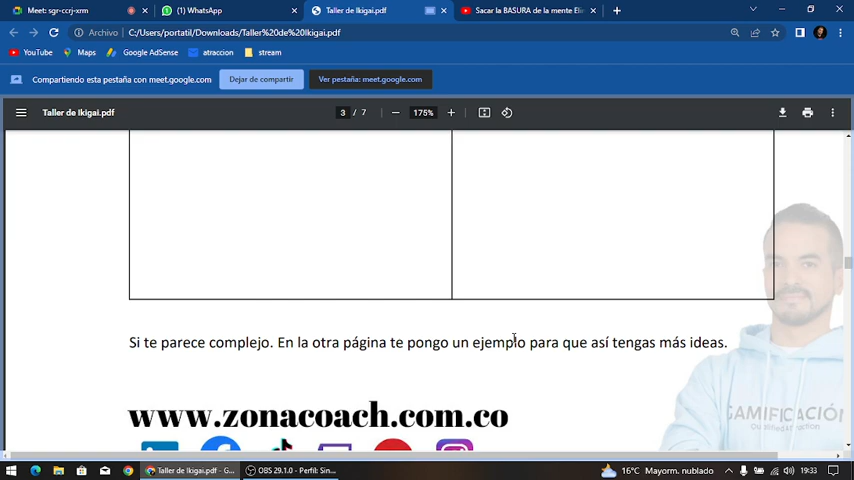 Meet: sgr-ccrj-xrm
(1) WhatsApp
Taller de Ikigai.pdf
Sacar la BASURA de la mente Elim
Archivo
C:/Users/portatil/Downloads/Taller%20de%20Ikigai.pdf
YouTube
Maps
Google AdSense
atraccion
stream
Compartiendo esta pestaña con meet.google.com
Dejar de compartir
Ver pestaña: meet.google.com
Taller de Ikigai.pdf
3 / 7
175%
Si te parece complejo. En la otra página te pongo un ejemplo para que así tengas más ideas.
GAMIFICACIÓN
www.zonacoach.com.co
Taller de Ikigai.pdf - G...
OBS 29.1.0 - Perfil: Sin...
16°C Mayorm. nublado
19:33